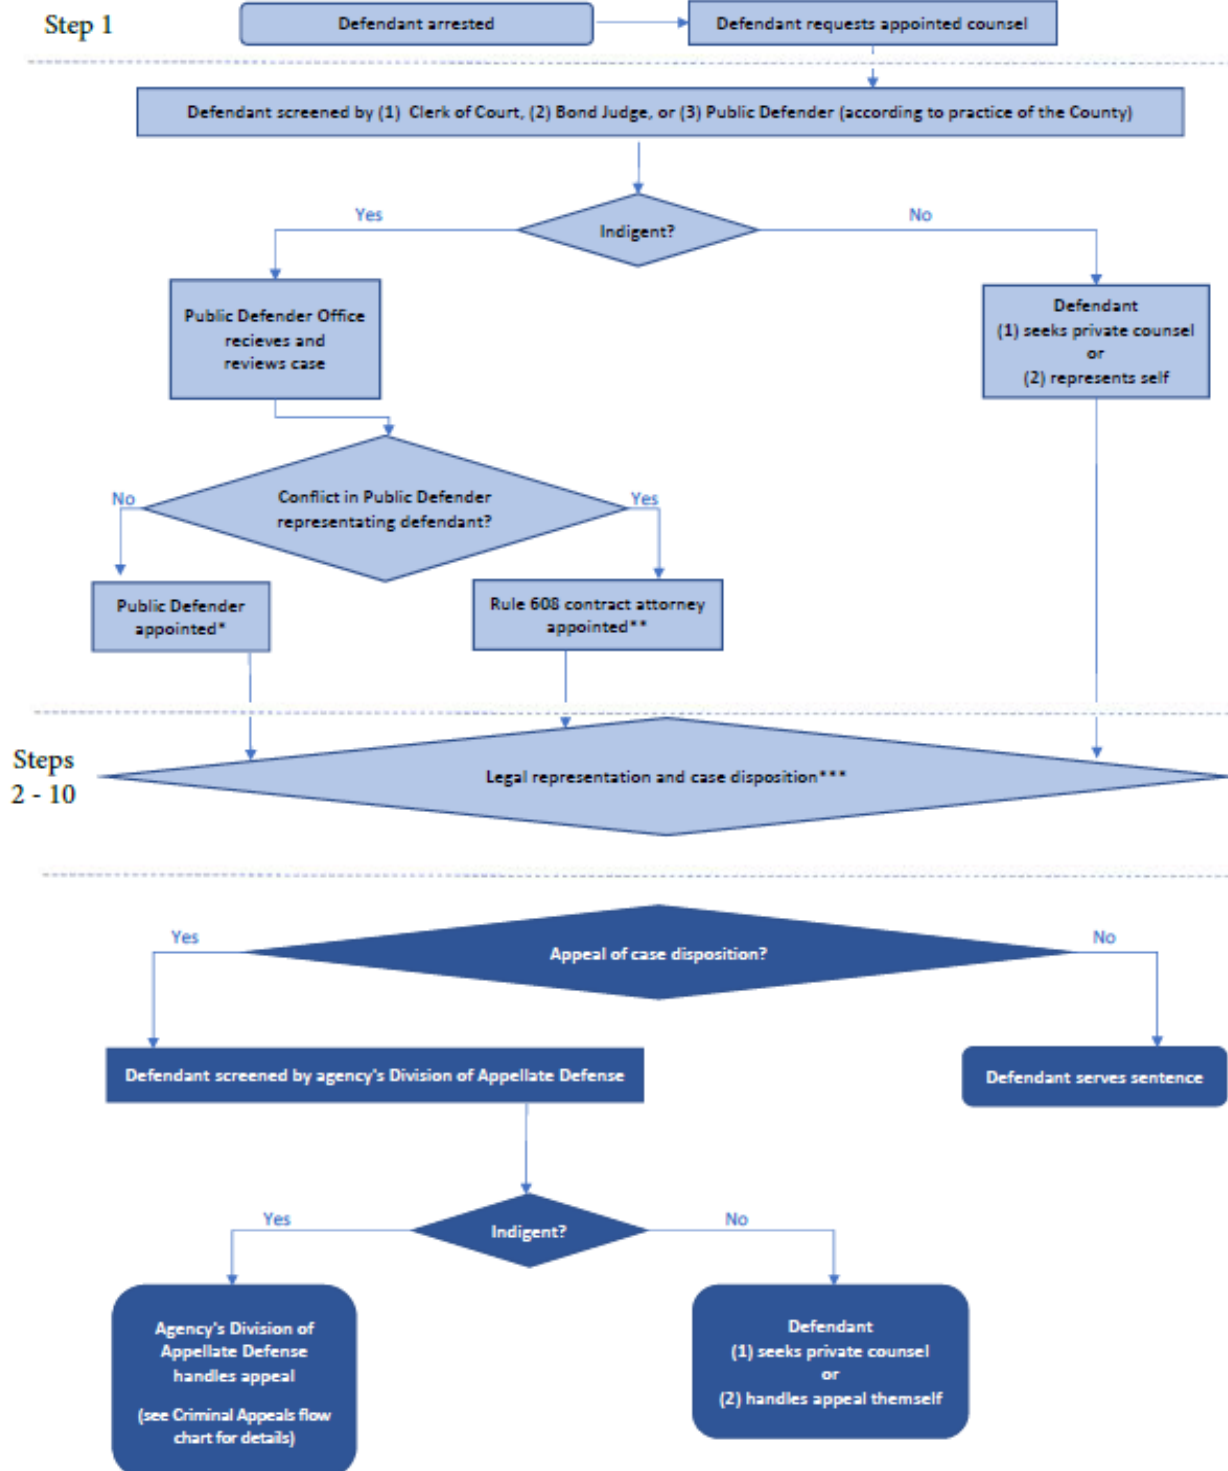 Step 1
Defendant arrested
Defendant requests appointed counsel
Defendant screened by (1) Clerk of Court, (2) Bond Judge, or (3) Public Defender (according to practice of the County)
Yes
Indigent?
No
Public Defender Office
recieves and
reviews case
Defendant
(1) seeks private counsel
or
(2) represents self
No
Conflict in Public Defender
representating defendant?
Yes
Public Defender
appointed*
Rule 608 contract attorney
appointed**
Steps
2 - 10
Legal representation and case disposition***
Yes
Appeal of case disposition?
No
Defendant screened by agency's Division of Appellate Defense
Defendant serves sentence
Yes
Indigent?
No
Agency's Division of
Appellate Defense
handles appeal
(see Criminal Appeals flow
chart for details)
Defendant
(1) seeks private counsel
or
(2) handles appeal themself